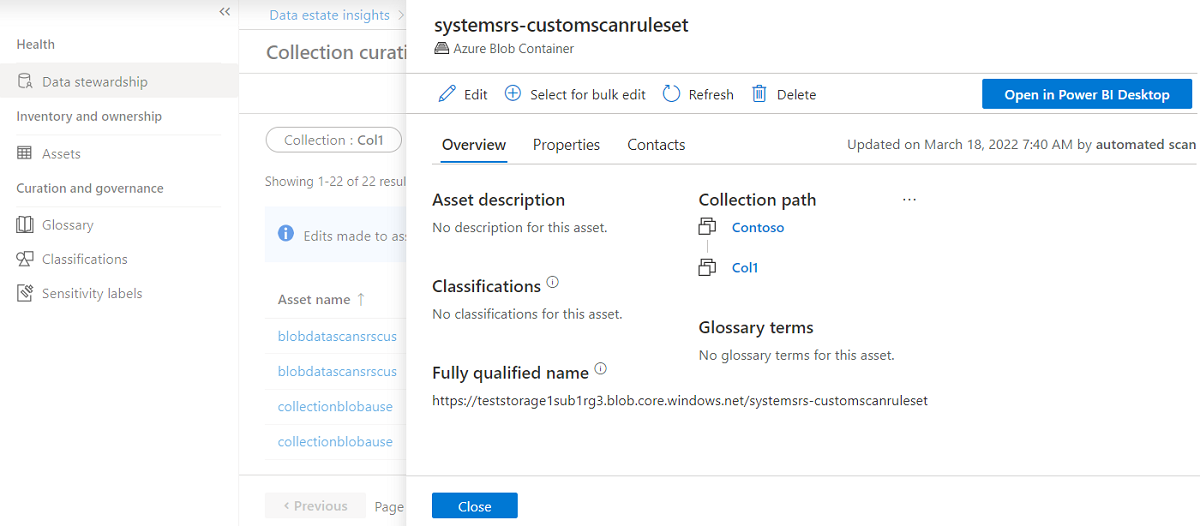 Health
Data stewardship
Inventory and ownership
Assets
Curation and governance
Glossary
Classifications
Sensitivity labels
Data estate insights
Collection : Col1
Showing 1-22 of 22
Edits made to
Asset name
blobdatascansrscus
blobdatascansrscus
collectionblobause
collectionblobause
Previous
Page
systemsrs-customscanruleset
Azure Blob Container
Edit
Select for bulk edit
Refresh
Delete
Open in Power BI Desktop
Overview
Properties
Contacts
Updated on March 18, 2022 7:40 AM by automated scan
Asset description
No description for this asset.
Classifications
No classifications for this asset.
Fully qualified name
https://teststorage1sub1rg3.blob.core.windows.net/systemsrs-customscanruleset
Collection path
Contoso
Col1
Glossary terms
No glossary terms for this asset.
Close